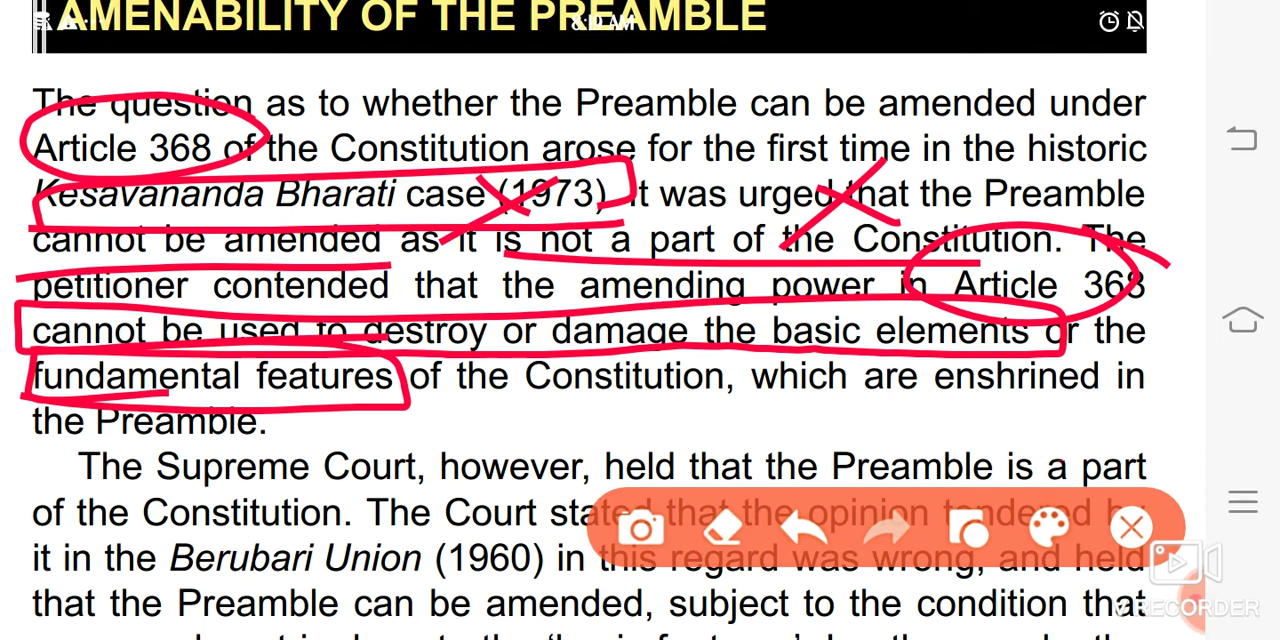 AMENABILITY OF THE PREAMBLE
The question as to whether the Preamble can be amended under
Article 368 of the Constitution arose for the first time in the historic
Kesavananda Bharati case (1973). It was urged that the Preamble
cannot be amended as it is not a part of the Constitution. The
petitioner contended that the amending power in Article 368
cannot be used to destroy or damage the basic elements or the
fundamental features of the Constitution, which are enshrined in
the Preamble.
The Supreme Court, however, held that the Preamble is a part
of the Constitution. The Court stated that the opinion tendered by
it in the Berubari Union (1960) in this regard was wrong, and held
that the Preamble can be amended, subject to the condition that
V RECORDER